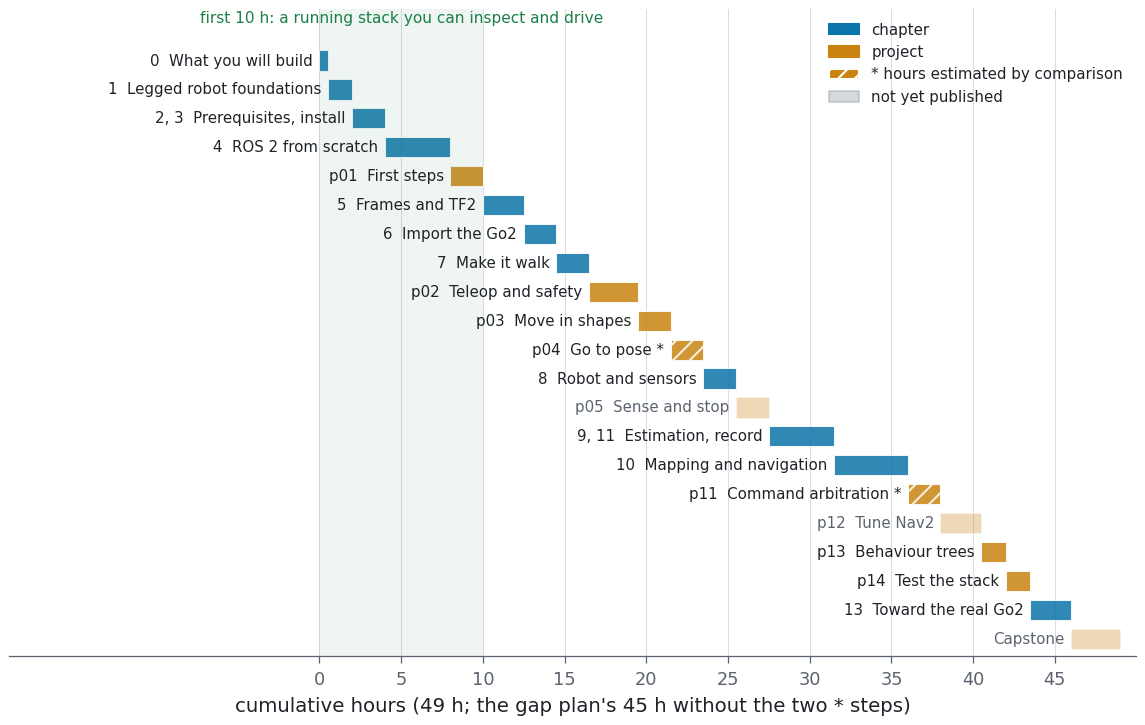 first 10 h: a running stack you can inspect and drive
chapter
project
* hours estimated by comparison
not yet published
0 What you will build
1 Legged robot foundations
2, 3 Prerequisites, install
4 ROS 2 from scratch
p01 First steps
5 Frames and TF2
6 Import the Go2
7 Make it walk
p02 Teleop and safety
p03 Move in shapes
p04 Go to pose *
8 Robot and sensors
p05 Sense and stop
9, 11 Estimation, record
10 Mapping and navigation
p11 Command arbitration *
p12 Tune Nav2
p13 Behaviour trees
p14 Test the stack
13 Toward the real Go2
Capstone
0 5 10 15 20 25 30 35 40 45
cumulative hours (49 h; the gap plan's 45 h without the two * steps)